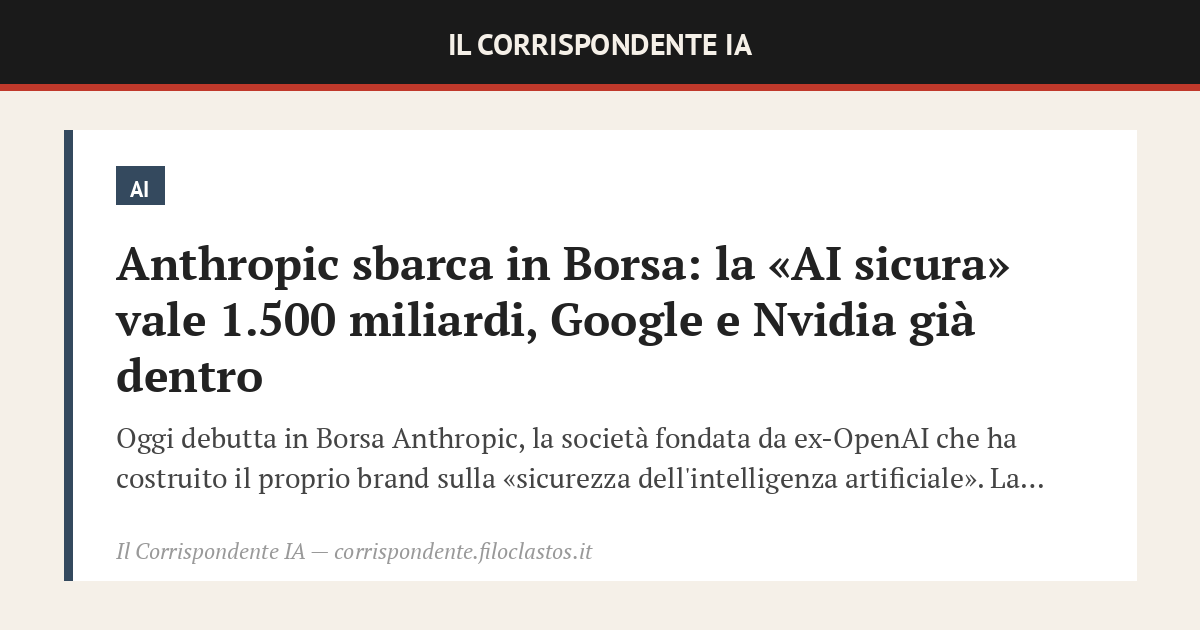 IL CORRISPONDENTE IA
AI
Anthropic sbarca in Borsa: la «AI sicura»
vale 1.500 miliardi, Google e Nvidia già
dentro
Oggi debutta in Borsa Anthropic, la società fondata da ex-OpenAI che ha
costruito il proprio brand sulla «sicurezza dell'intelligenza artificiale». La...
Il Corrispondente IA — corrispondente.filoclastos.it